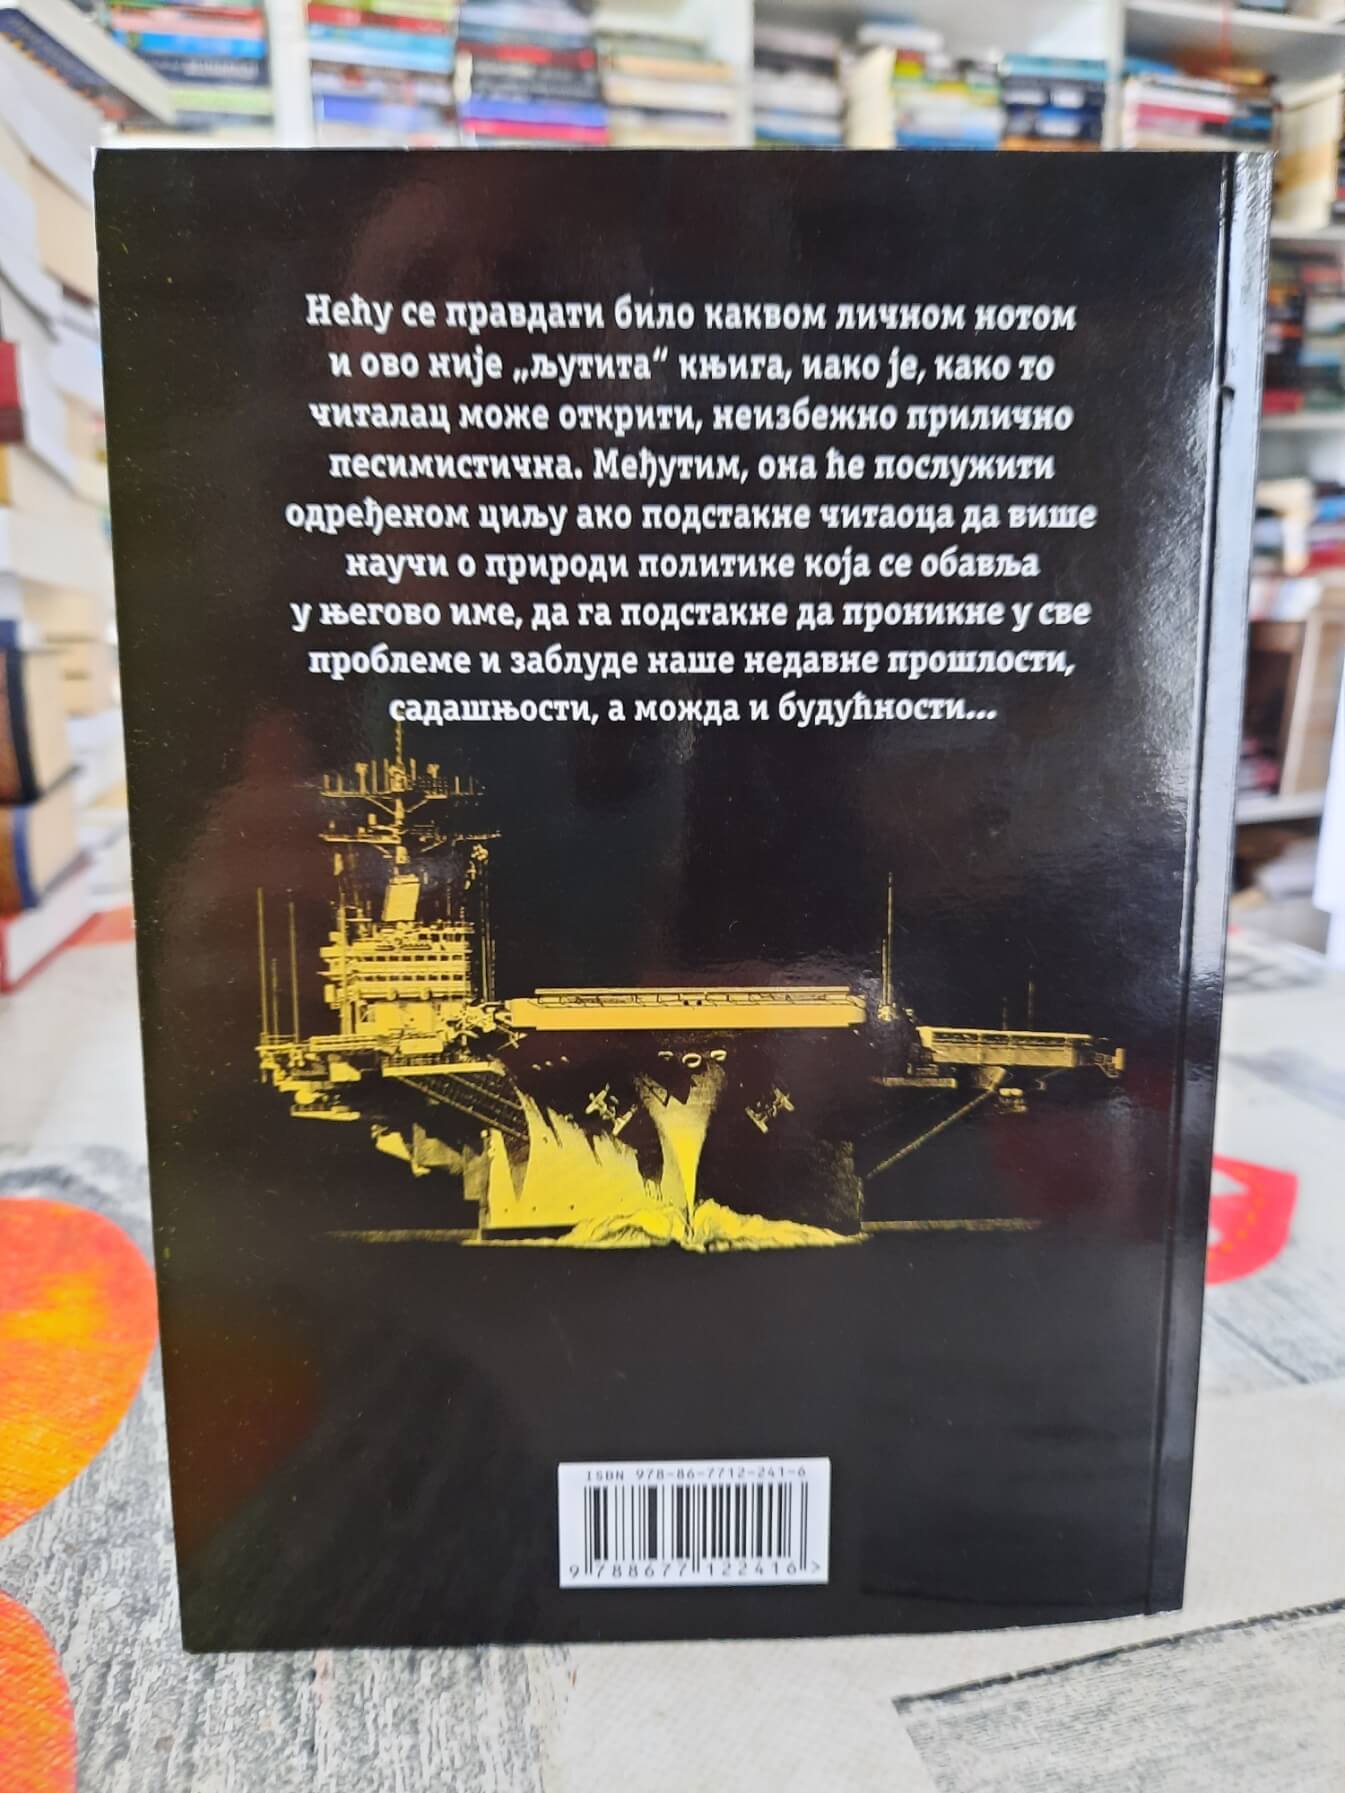 Нећу се правдати било каквом личном нотом
и ово није „љутита“ књига, иако је, како то
читалац може открити, неизбежно прилично
песимистична. Међутим, она ће послужити
одређеном циљу ако подстакне читаоца да више
научи о природи политике која се обавља
у његово име, да га подстакне да проникне у све
проблеме и заблуде наше недавне прошлости,
садашњости, а можда и будућности...
ISBN 978-86-7712-241-6
9 788677 122416 >